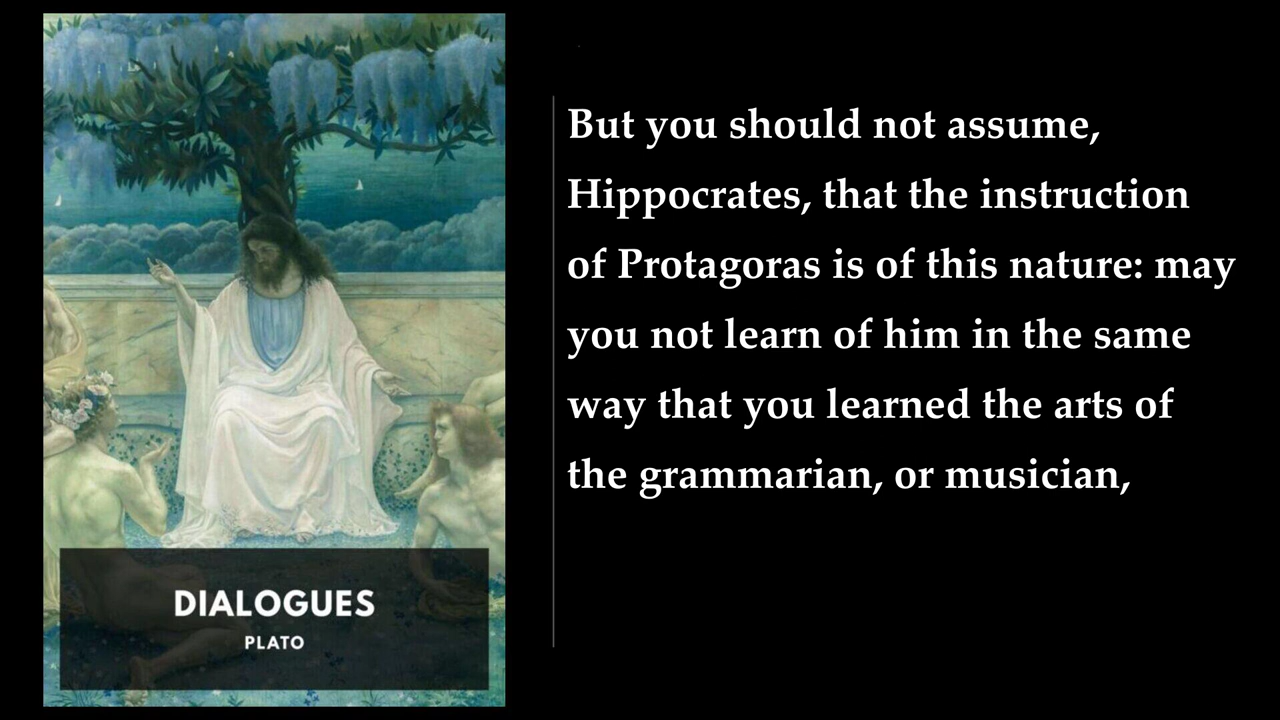 But you should not assume,
Hippocrates, that the instruction
of Protagoras is of this nature: may
you not learn of him in the same
way that you learned the arts of
the grammarian, or musician,
DIALOGUES
PLATO